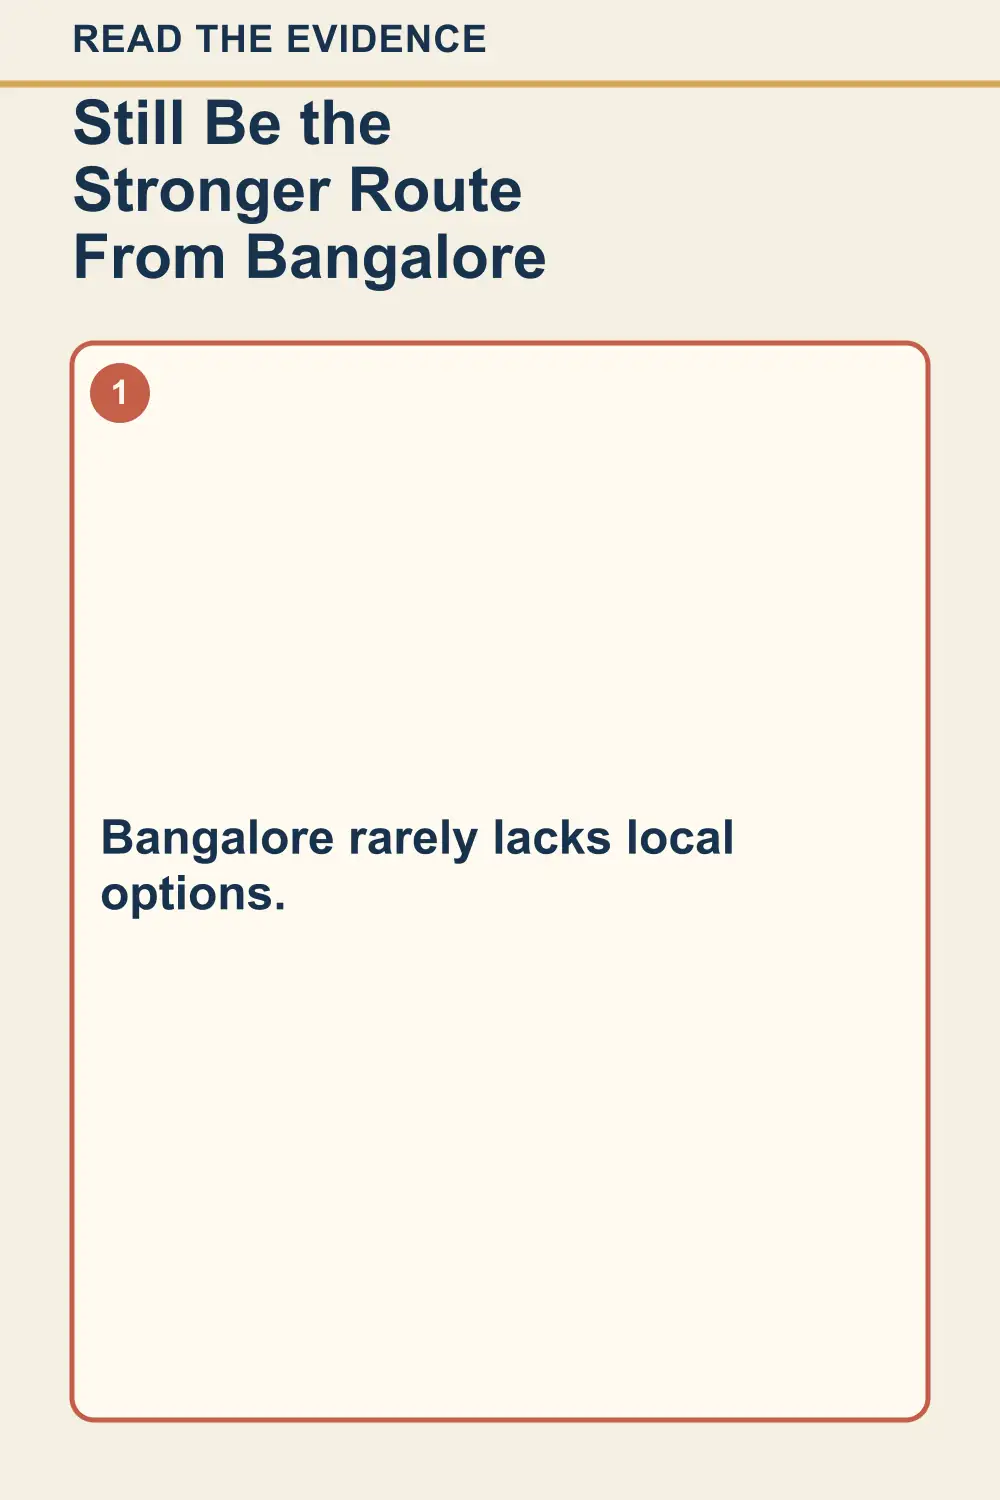 READ THE EVIDENCE
Still Be the
Stronger Route
From Bangalore
1
Bangalore rarely lacks local
options.